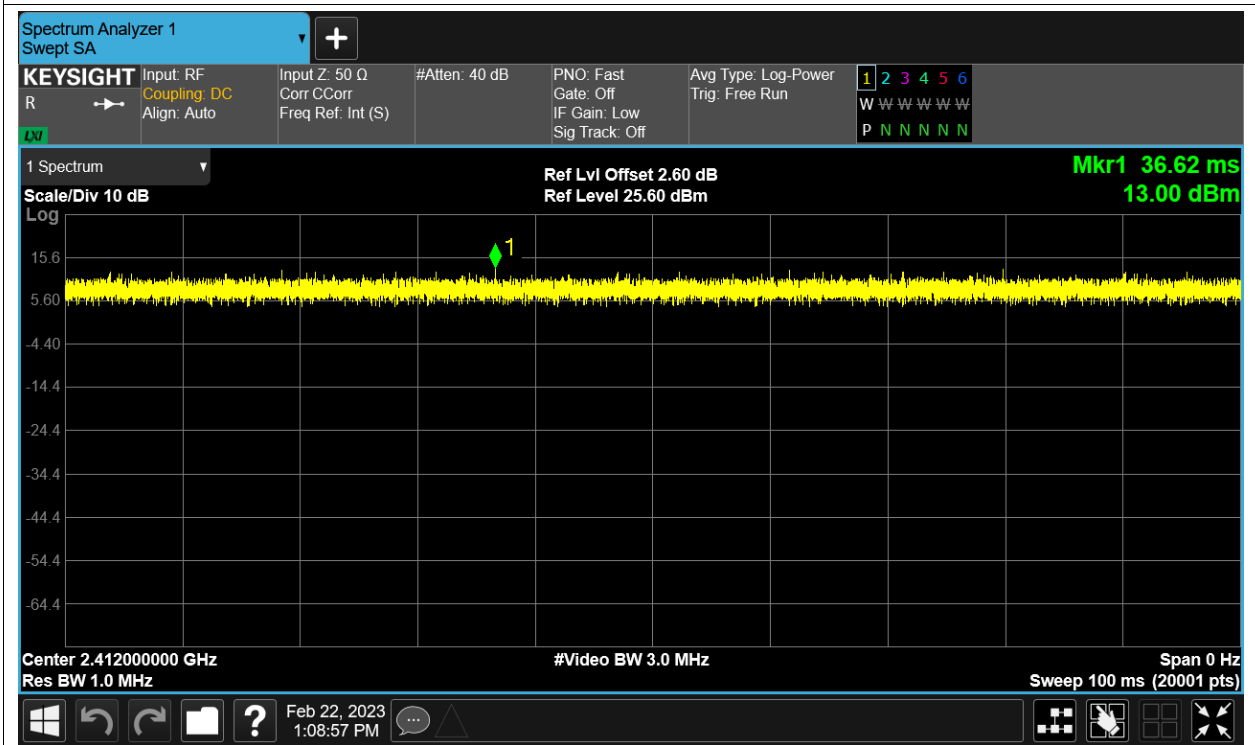 Spectrum Analyzer 1
Swept SA
KEYSIGHT
R
LXI
Input: RF
Coupling: DC
Align: Auto
Input Z: 50 Ω
Corr CCorr
Freq Ref: Int (S)
#Atten: 40 dB
PNO: Fast
Gate: Off
IF Gain: Low
Sig Track: Off
Avg Type: Log-Power
Trig: Free Run
1 2 3 4 5 6
W W W W W W
P N N N N N
1 Spectrum
Scale/Div 10 dB
Ref Lvl Offset 2.60 dB
Ref Level 25.60 dBm
Mkr1 36.62 ms
13.00 dBm
Log
1
15.6
5.60
-4.40
-14.4
-24.4
-34.4
-44.4
-54.4
-64.4
Center 2.412000000 GHz
#Video BW 3.0 MHz
Span 0 Hz
Res BW 1.0 MHz
Sweep 100 ms (20001 pts)
?
Feb 22, 2023
1:08:57 PM